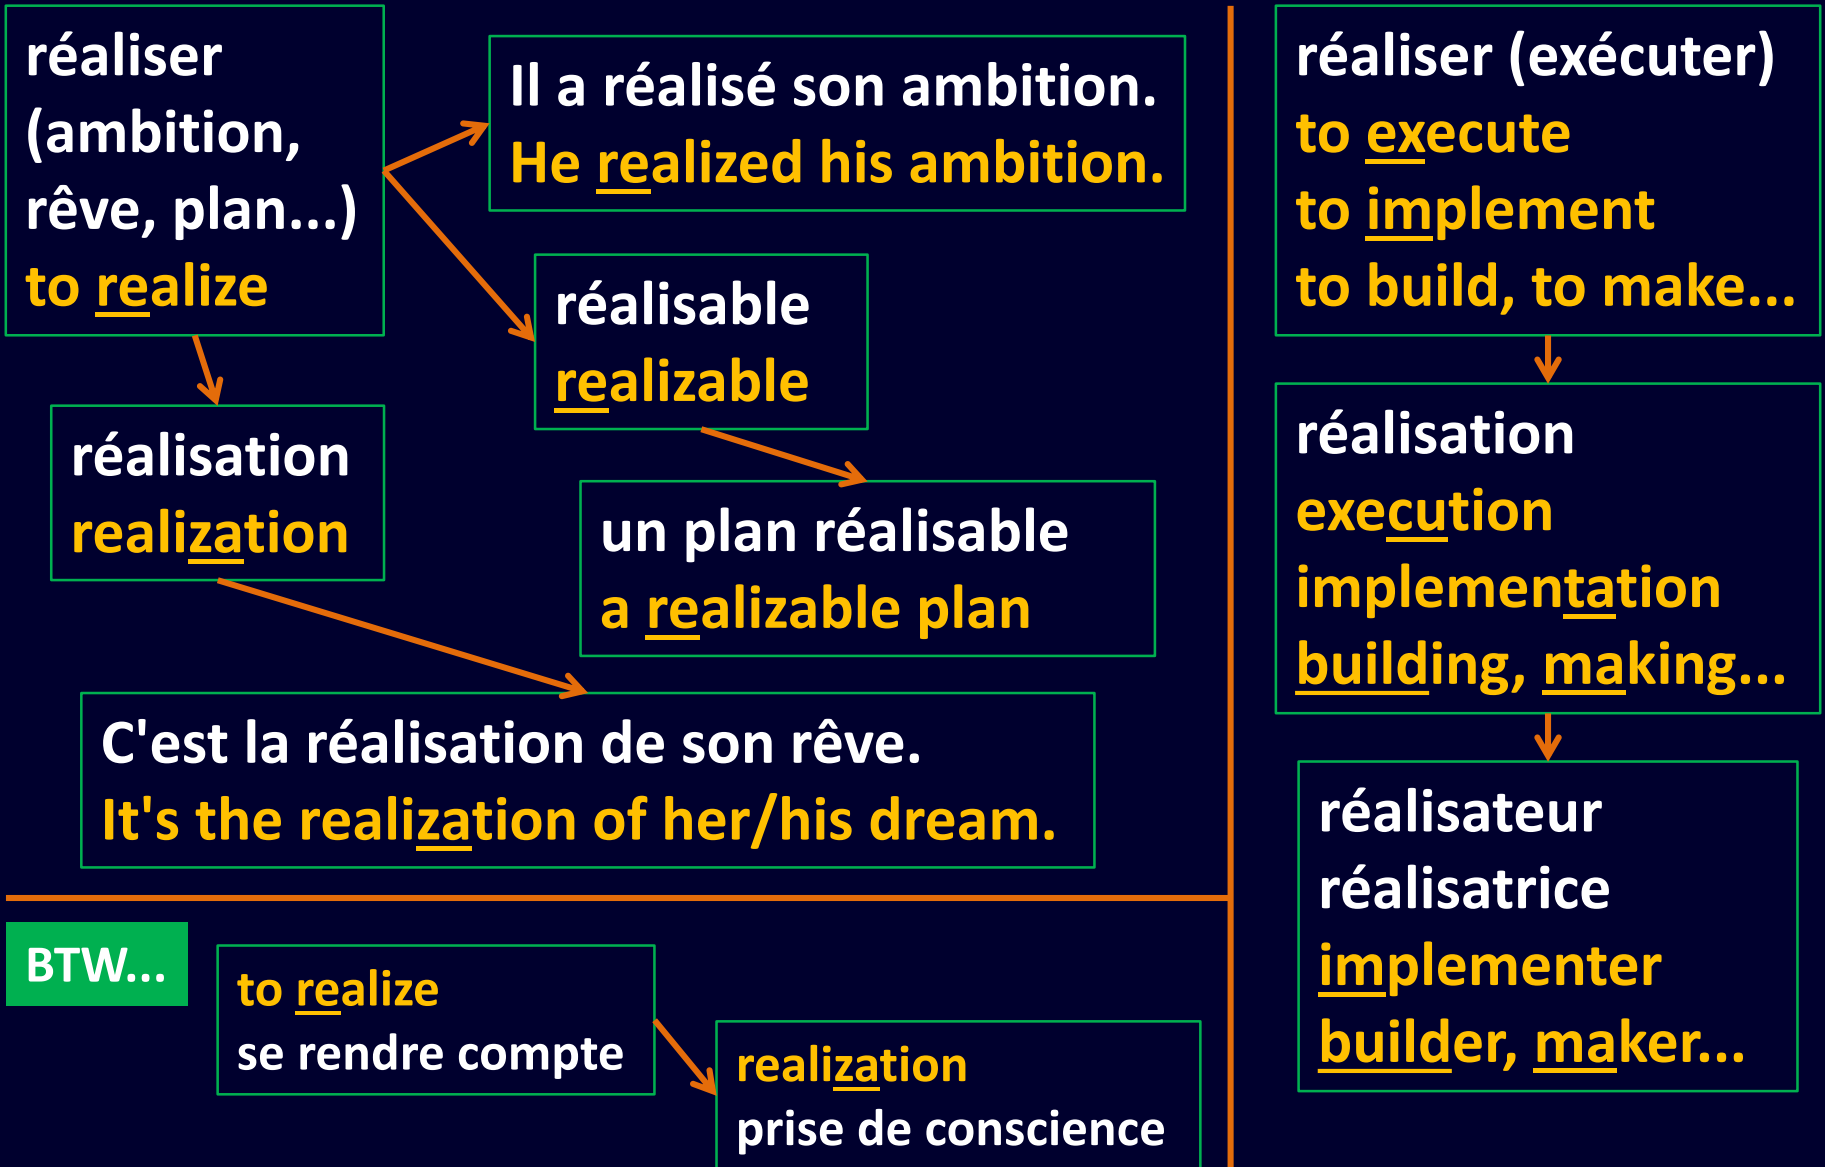 réaliser
(ambition,
rêve, plan...)
to realize
Il a réalisé son ambition.
He realized his ambition.
réalisable
realizable
réalisation
realization
un plan réalisable
a realizable plan
C'est la réalisation de son rêve.
It's the realization of her/his dream.
BTW...
to realize
se rendre compte
realization
prise de conscience
réaliser (exécuter)
to execute
to implement
to build, to make...
réalisation
execution
implementation
building, making...
réalisateur
réalisatrice
implementer
builder, maker...